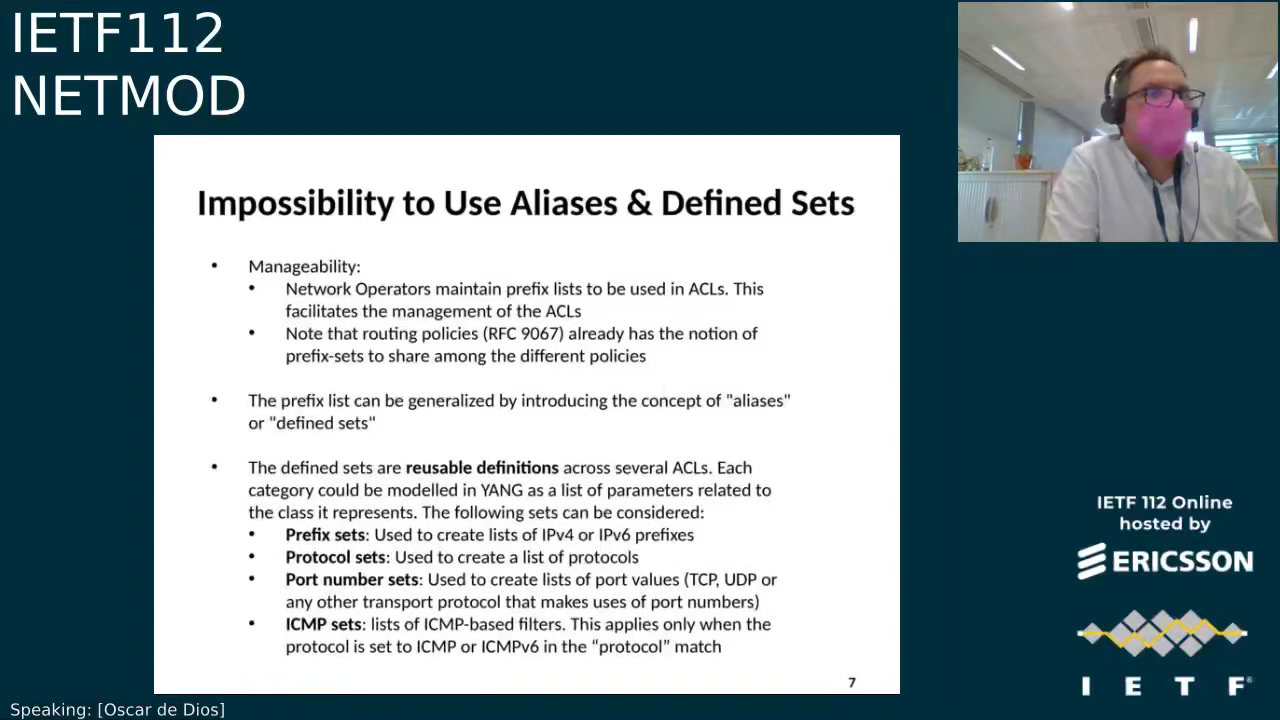 IETF112
NETMOD
Impossibility to Use Aliases & Defined Sets
• Manageability:
• Network Operators maintain prefix lists to be used in ACLs. This
facilitates the management of the ACLs
• Note that routing policies (RFC 9067) already has the notion of
prefix-sets to share among the different policies
• The prefix list can be generalized by introducing the concept of "aliases"
or "defined sets"
• The defined sets are reusable definitions across several ACLs. Each
category could be modelled in YANG as a list of parameters related to
the class it represents. The following sets can be considered:
• Prefix sets: Used to create lists of IPv4 or IPv6 prefixes
• Protocol sets: Used to create a list of protocols
• Port number sets: Used to create lists of port values (TCP, UDP or
any other transport protocol that makes uses of port numbers)
• ICMP sets: lists of ICMP-based filters. This applies only when the
protocol is set to ICMP or ICMPv6 in the “protocol” match
7
IETF 112 Online
hosted by
ERICSSON
I E T F®
Speaking: [Oscar de Dios]